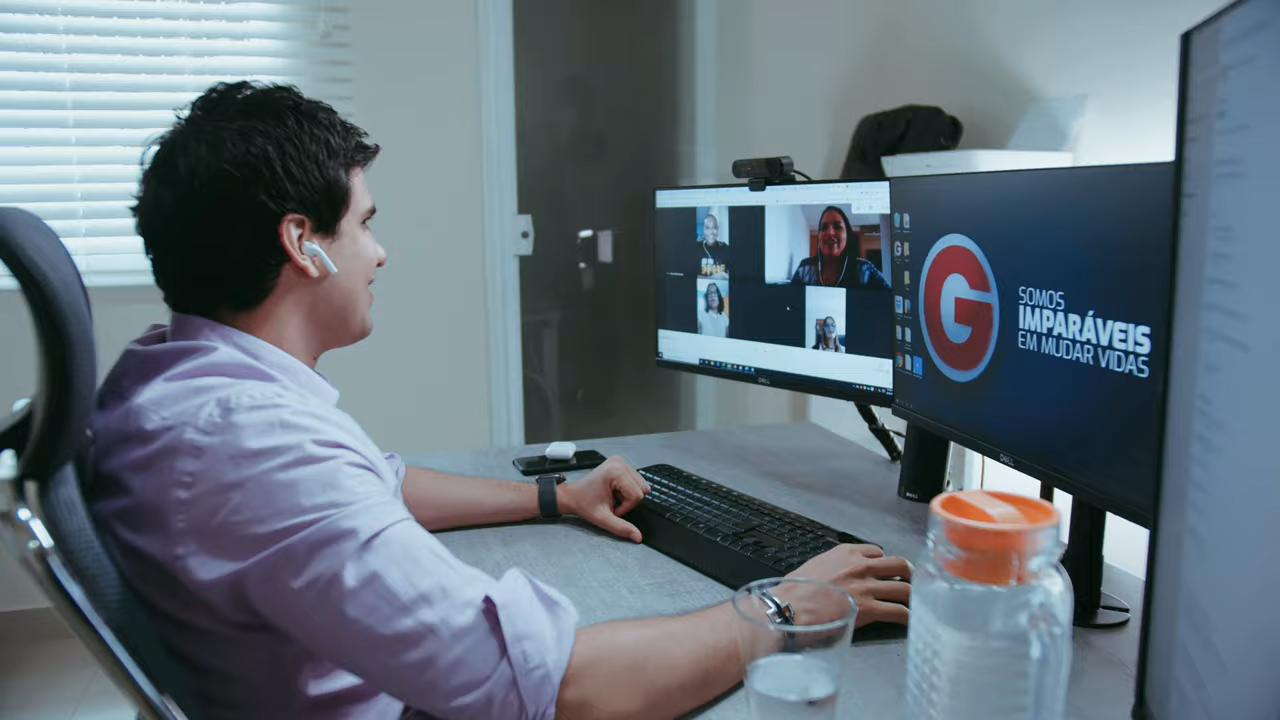 G
SOMOS
IMPARÁVEIS
EM MUDAR VIDAS
DELL
DELL